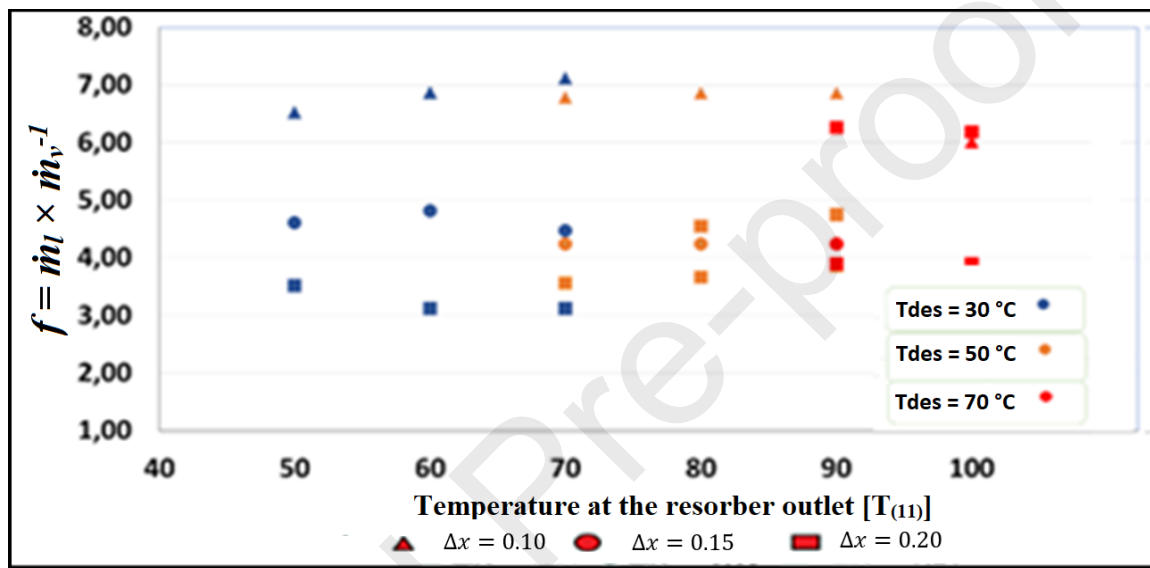 8,00
7,00
6,00
5,00
4,00
3,00
2,00
1,00
f = ṁl × ṁv-1
40 50 60 70 80 90 100
Temperature at the resorber outlet [T(11)]
Tdes = 30 °C
Tdes = 50 °C
Tdes = 70 °C
Δx = 0.10 Δx = 0.15 Δx = 0.20
Pre-proo